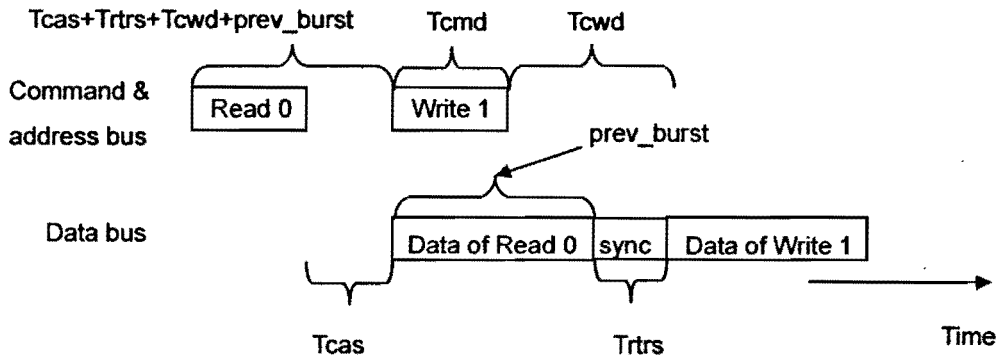 Tcas+Trtrs+Tcwd+prev_burst Tcmd Tcwd
Command &
address bus
Read 0 Write 1
prev_burst
Data bus
Data of Read 0 sync Data of Write 1
Tcas Trtrs Time